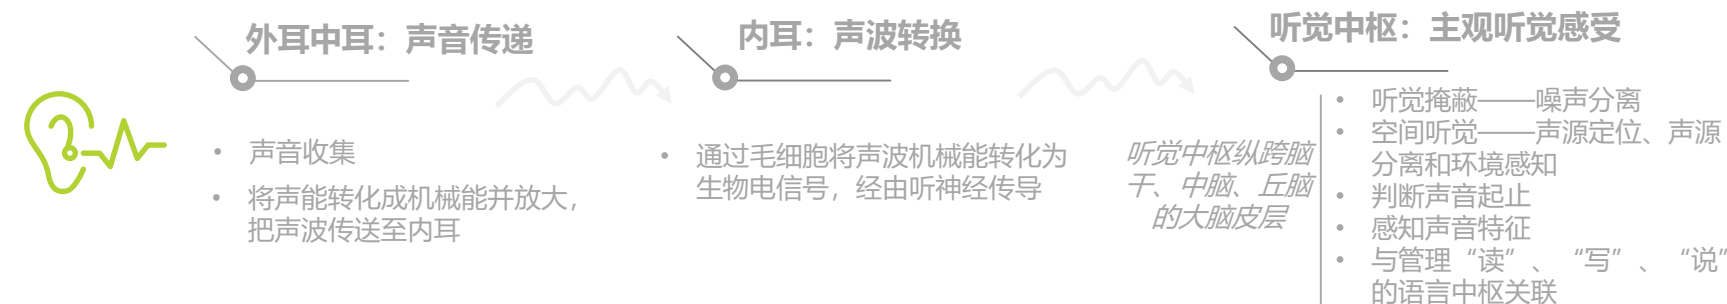 外耳中耳：声音传递
• 声音收集
• 将声能转化成机械能并放大，
把声波传送至内耳
内耳：声波转换
• 通过毛细胞将声波机械能转化为
生物电信号，经由听神经传导
听觉中枢：主观听觉感受
听觉中枢纵跨脑
干、中脑、丘脑
的大脑皮层
• 听觉掩蔽——噪声分离
• 空间听觉——声源定位、声源
分离和环境感知
• 判断声音起止
• 感知声音特征
• 与管理“读”、“写”、“说”
的语言中枢关联